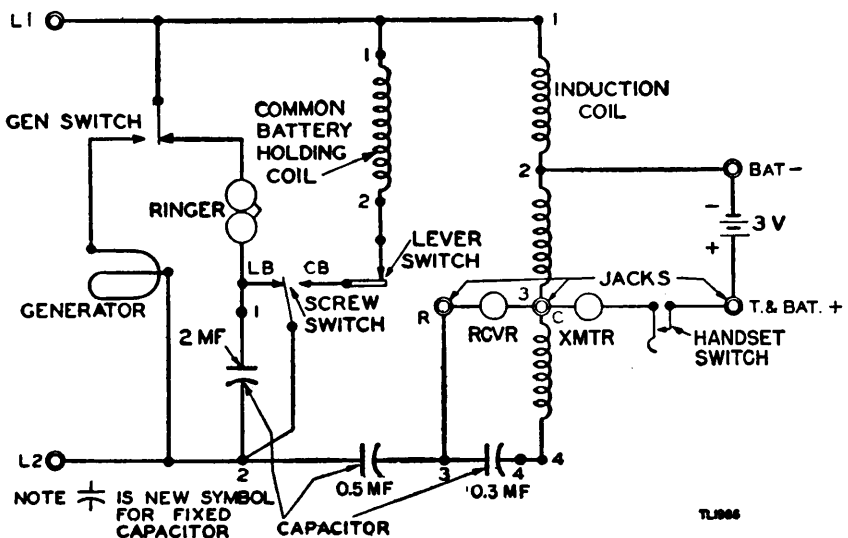 L1
1
GEN SWITCH
1
COMMON
BATTERY
HOLDING
COIL
INDUCTION
COIL
2
BAT-
-
3 V
+
RINGER
2
LEVER
SWITCH
LB
CB
JACKS
GENERATOR
SCREW
SWITCH
1
R
RCVR
3
C
XMTR
T.& BAT. +
HANDSET
SWITCH
2 MF
L2
2
0.5 MF
3
0.3 MF
4
4
NOTE IS NEW SYMBOL
FOR FIXED
CAPACITOR
CAPACITOR